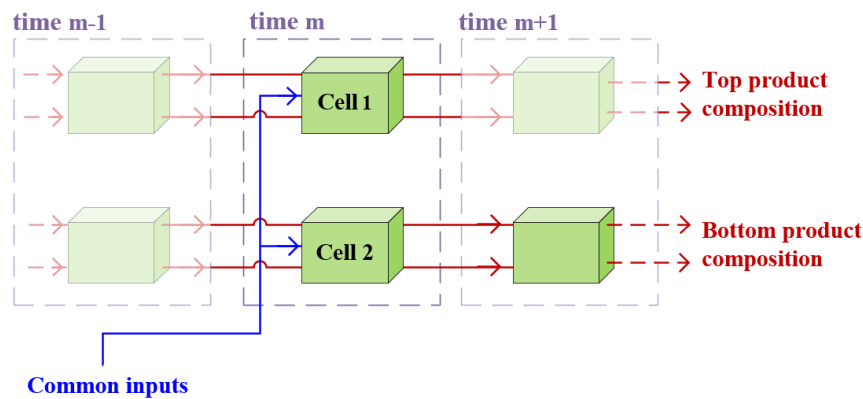 time m-1
time m
time m+1
Cell 1
Top product
composition
Cell 2
Bottom product
composition
Common inputs